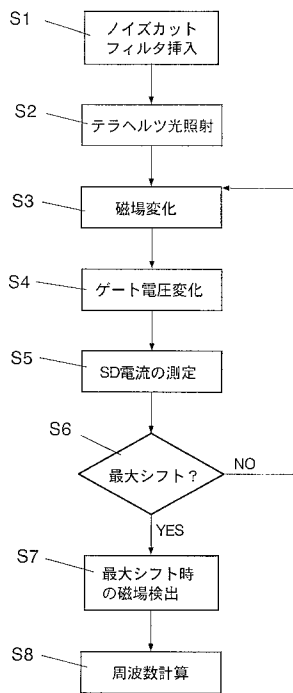 S1
ノイズカット
フィルタ挿入
S2
テラヘルツ光照射
S3
磁場変化
S4
ゲート電圧変化
S5
SD電流の測定
S6
最大シフト?
NO
YES
S7
最大シフト時
の磁場検出
S8
周波数計算